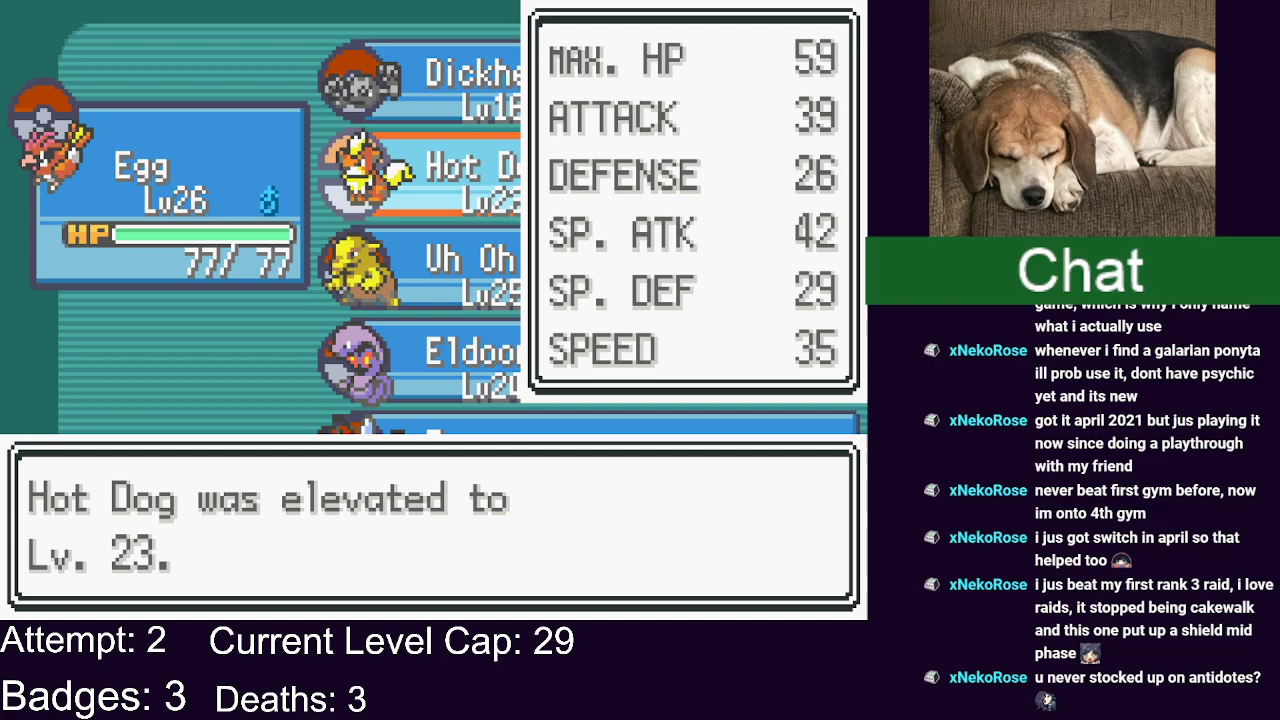 Egg
Lv26
HP
77/ 77
Hot D
Uh Oh
MAX. HP 59
ATTACK 39
DEFENSE 26
SP. ATK 42
SP. DEF 29
SPEED 35
Hot Dog was elevated to
Lv. 23.
Attempt: 2 Current Level Cap: 29
Badges: 3 Deaths: 3
Chat
game, which is why i only name
what i actually use
xNekoRose whenever i find a galarian ponyta
ill prob use it, dont have psychic
yet and its new
xNekoRose got it april 2021 but jus playing it
now since doing a playthrough
with my friend
xNekoRose never beat first gym before, now
im onto 4th gym
xNekoRose i jus got switch in april so that
helped too
xNekoRose i jus beat my first rank 3 raid, i love
raids, it stopped being cakewalk
and this one put up a shield mid
phase
xNekoRose u never stocked up on antidotes?